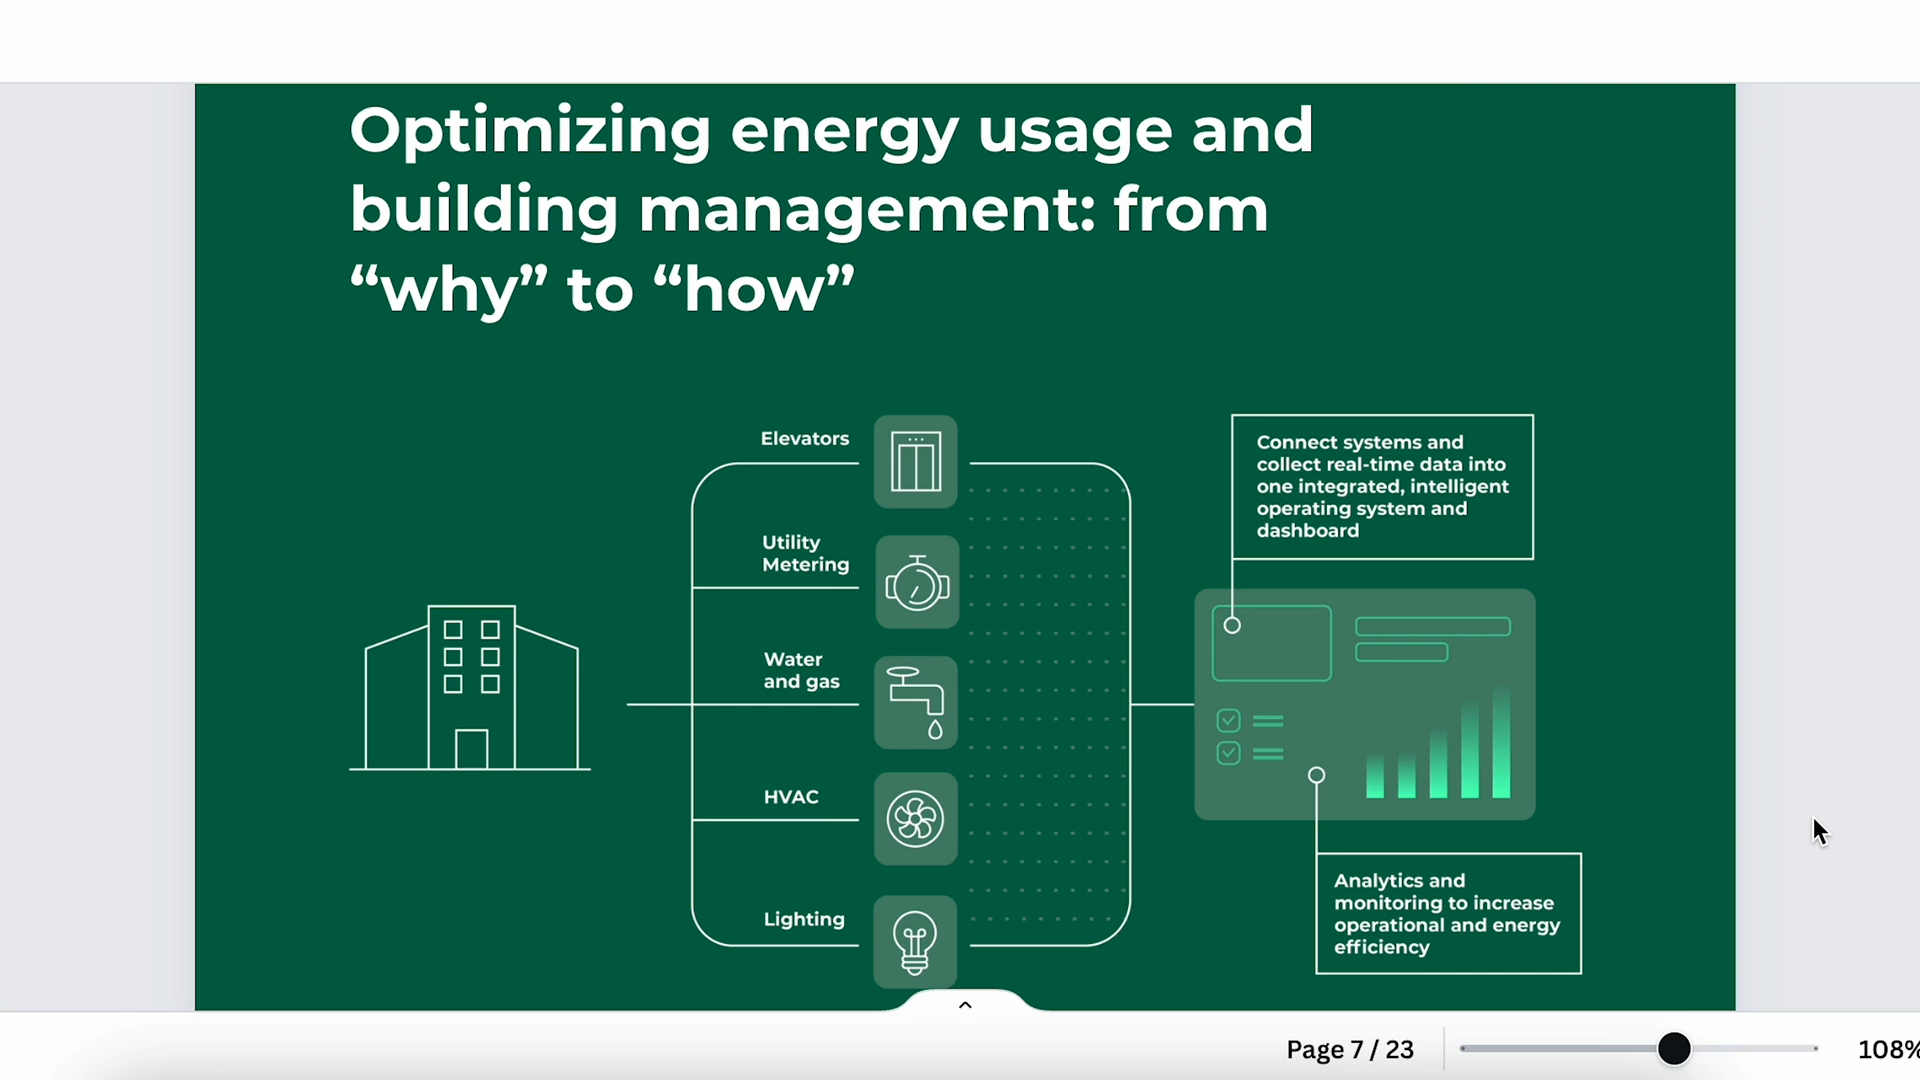 Optimizing energy usage and
building management: from
“why” to “how”
Elevators
Utility
Metering
Water
and gas
HVAC
Lighting
Connect systems and
collect real-time data into
one integrated, intelligent
operating system and
dashboard
Analytics and
monitoring to increase
operational and energy
efficiency
Page 7 / 23
108%